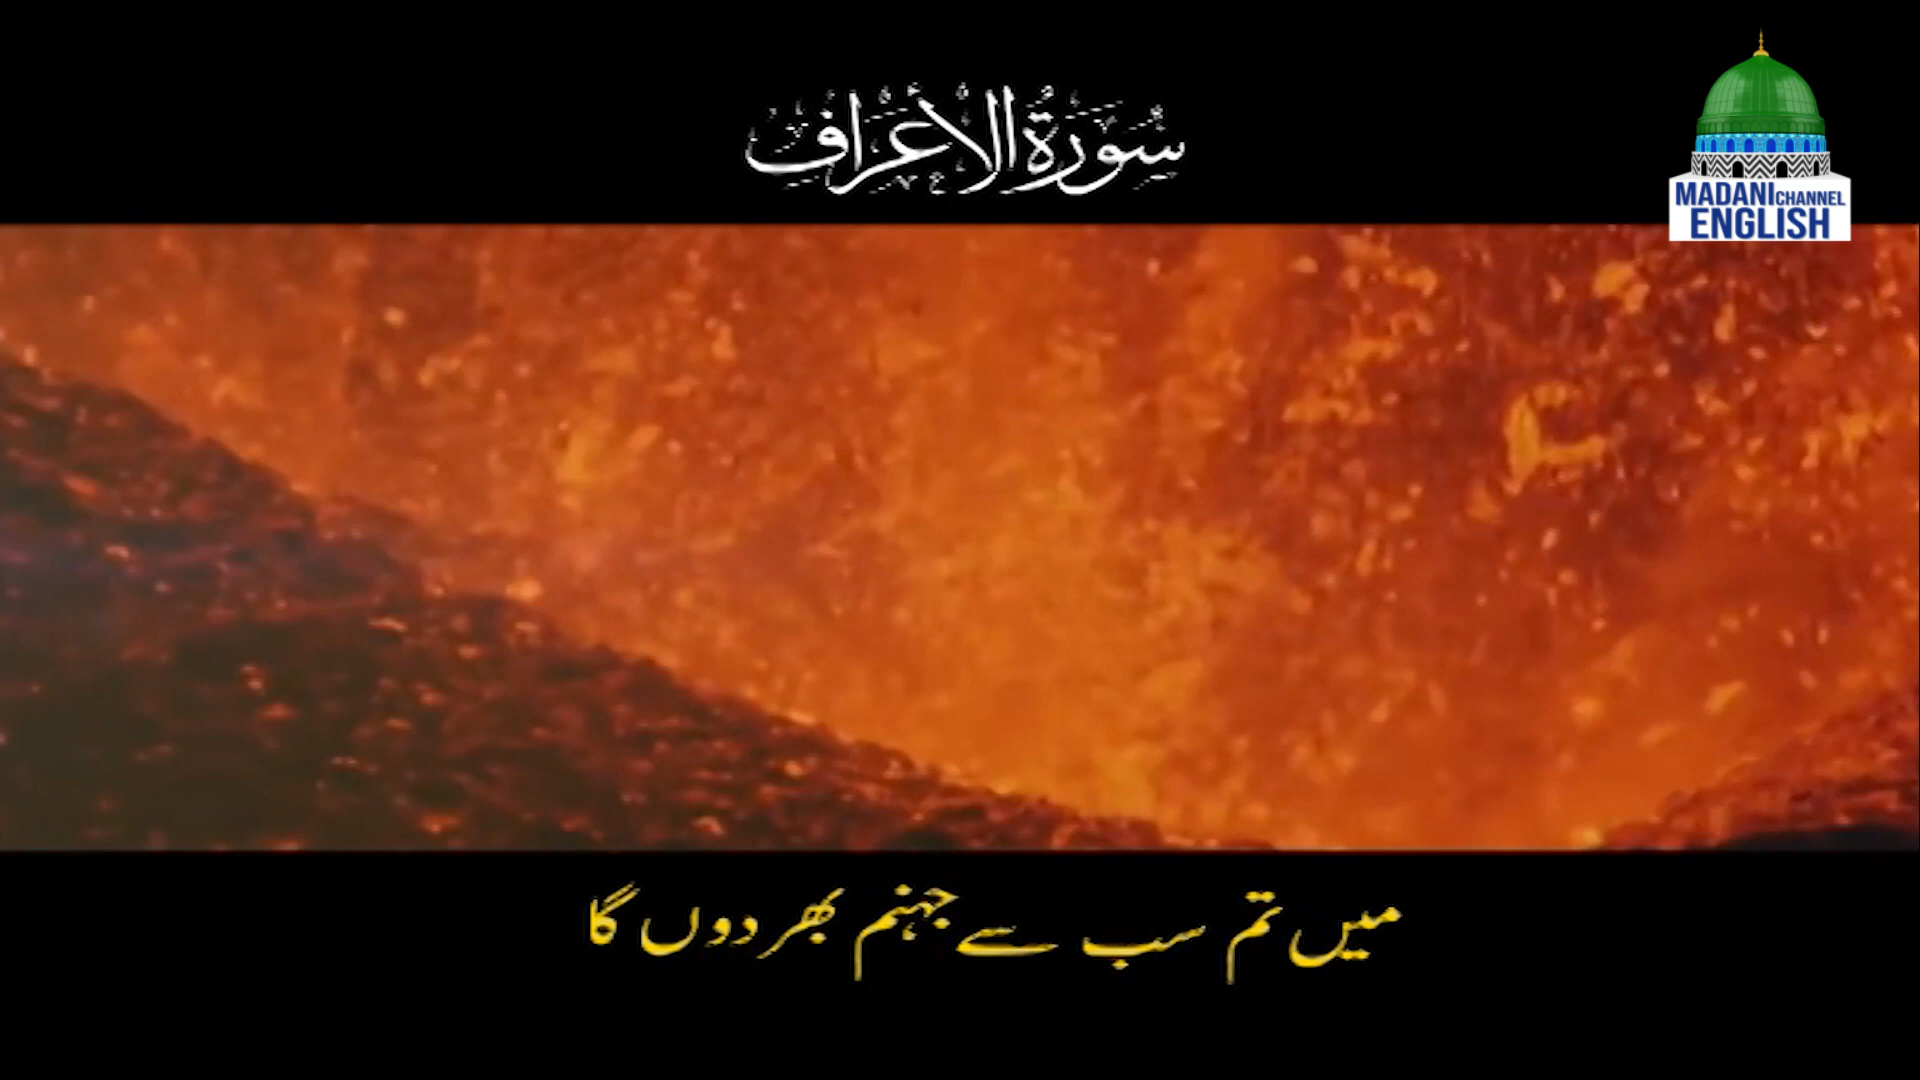 سُورَةُ الأَعْرَاف
MADANI CHANNEL
ENGLISH
میں تم سب سے جہنم بھر دوں گا